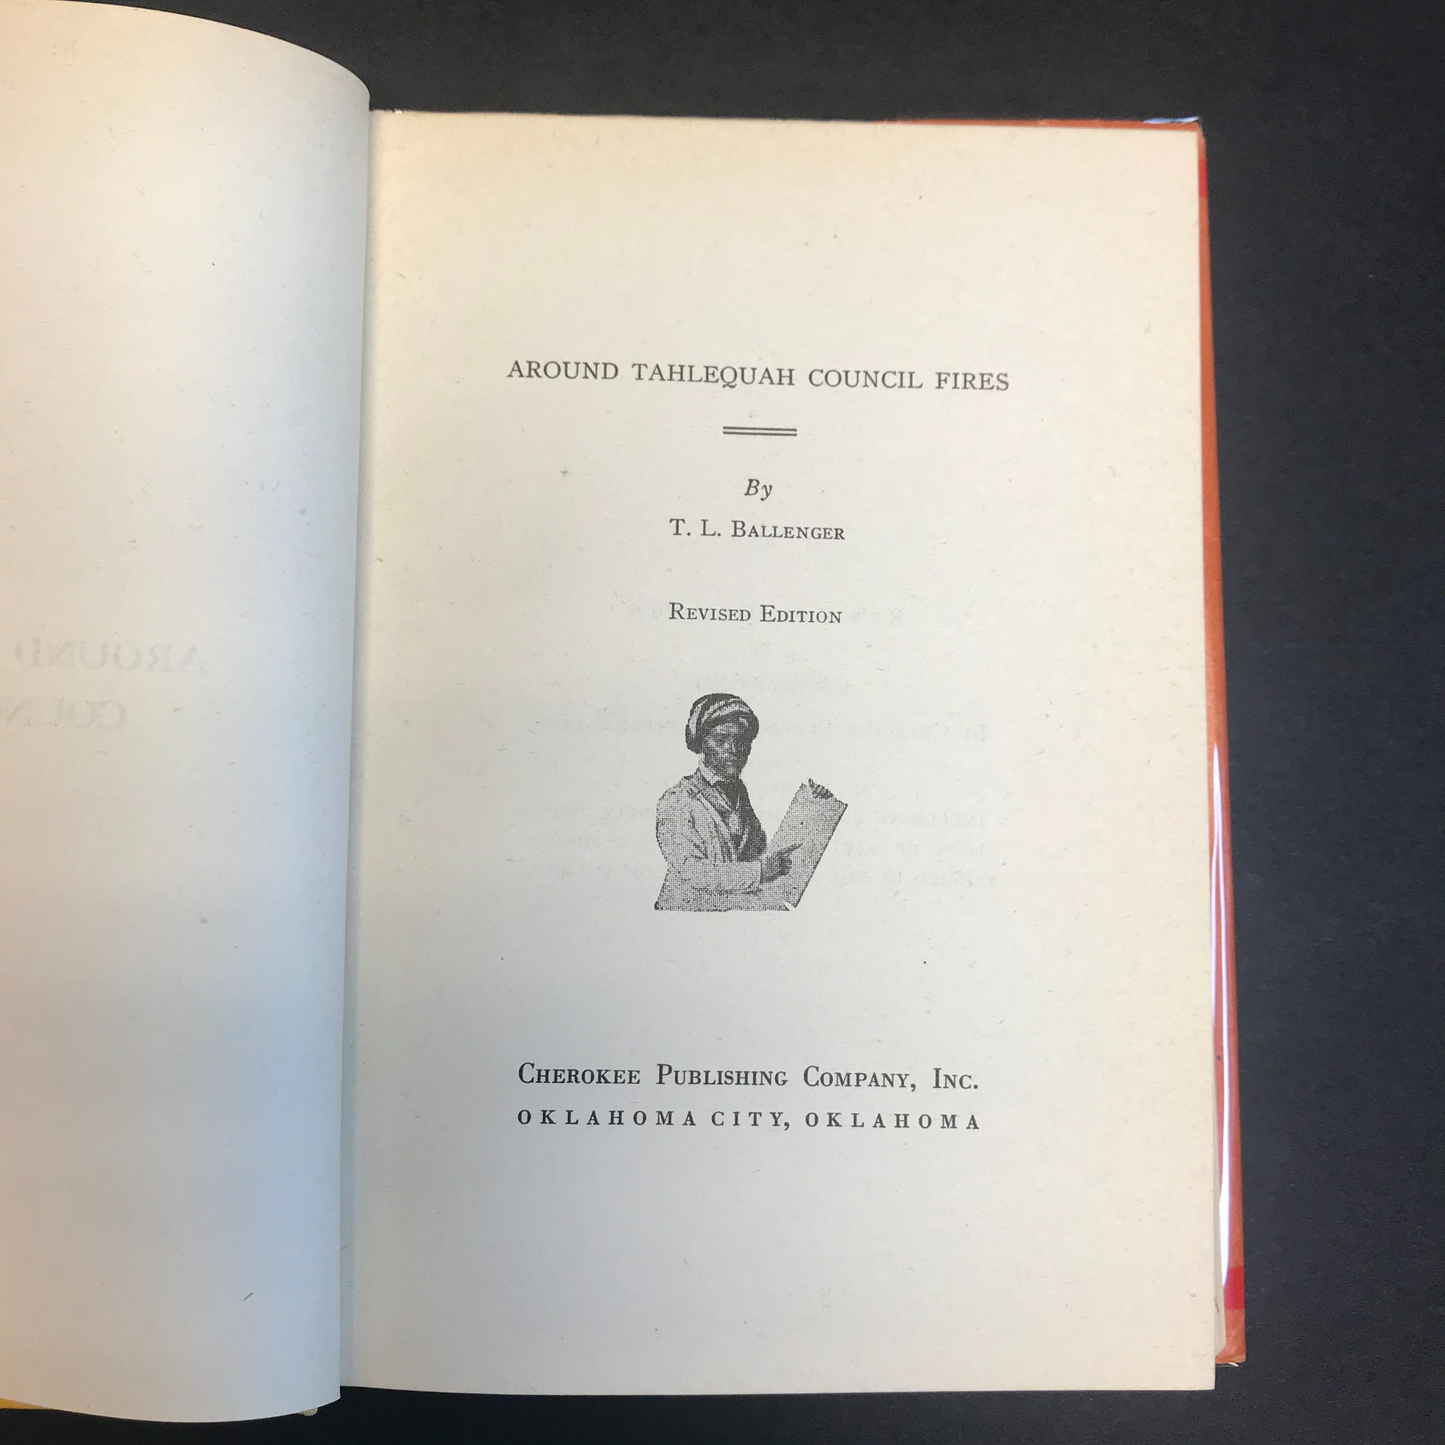 AROUND TAHLEQUAH COUNCIL FIRES
By
T. L. BALLENGER
REVISED EDITION
CHEROKEE PUBLISHING COMPANY, INC.
OKLAHOMA CITY, OKLAHOMA